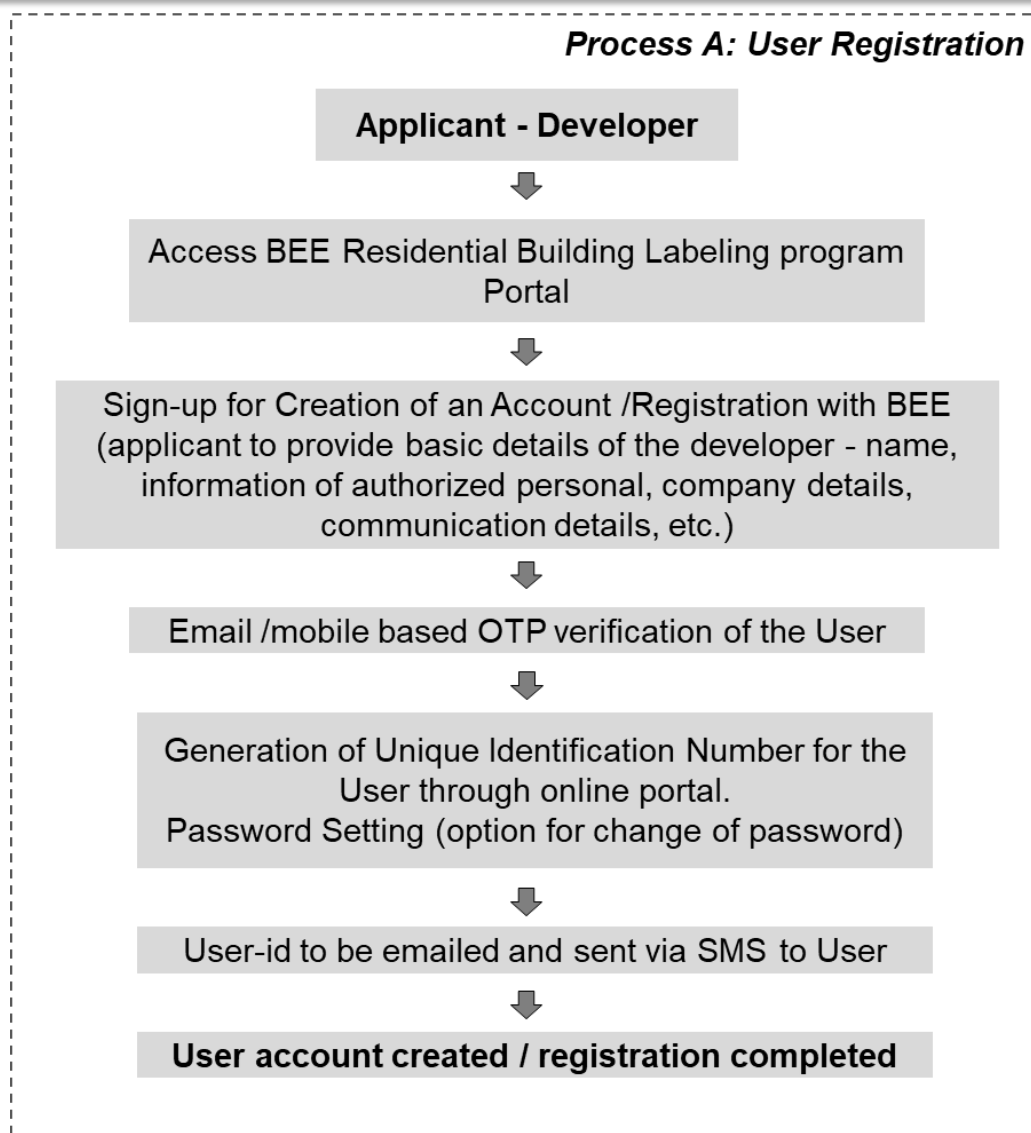 Process A: User Registration
Applicant - Developer
Access BEE Residential Building Labeling program
Portal
Sign-up for Creation of an Account /Registration with BEE
(applicant to provide basic details of the developer - name,
information of authorized personal, company details,
communication details, etc.)
Email /mobile based OTP verification of the User
Generation of Unique Identification Number for the
User through online portal.
Password Setting (option for change of password)
User-id to be emailed and sent via SMS to User
User account created / registration completed